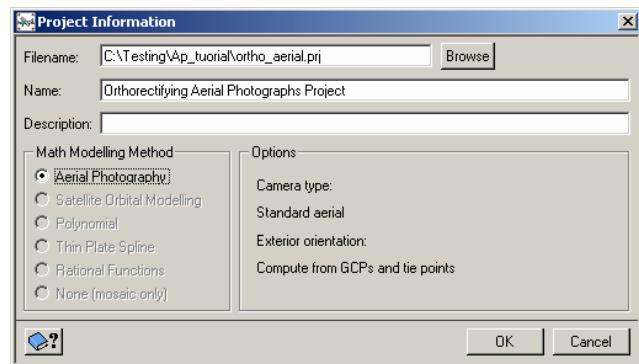 Project Information
Filename: C:\Testing\Ap_tuorial\ortho_aerial.prj Browse
Name: Orthorectifying Aerial Photographs Project
Description:
Math Modelling Method
Aerial Photography
Satellite Orbital Modelling
Polynomial
Thin Plate Spline
Rational Functions
None (mosaic only)
Options
Camera type:
Standard aerial
Exterior orientation:
Compute from GCPs and tie points
? OK Cancel